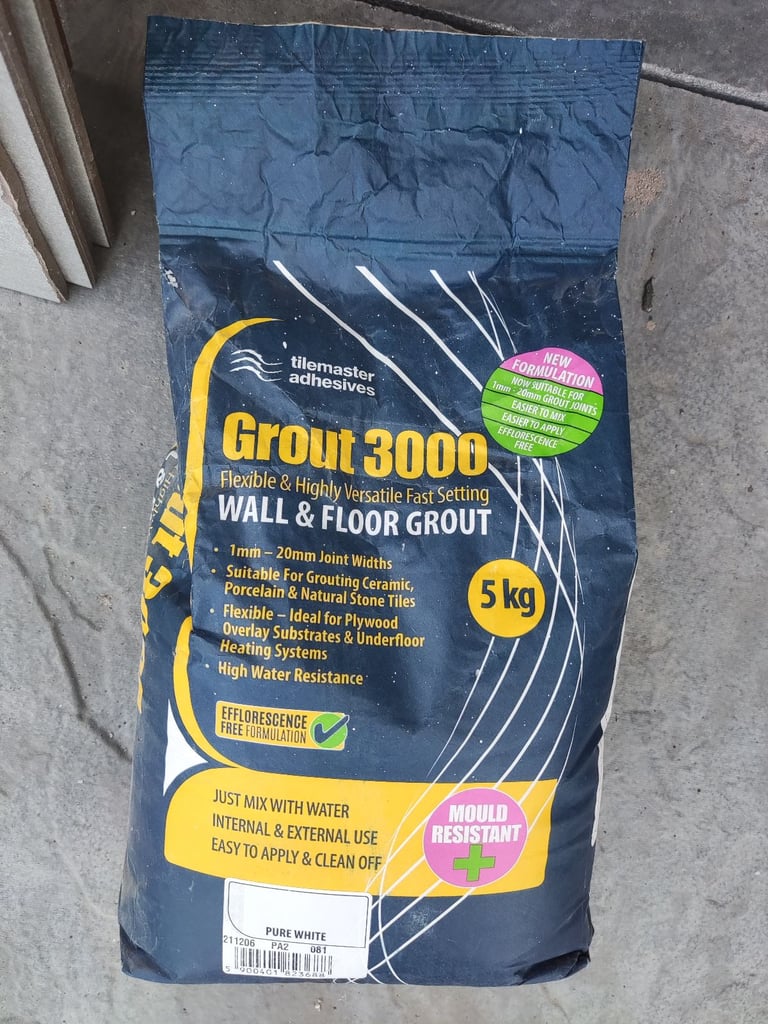 tilemaster
adhesives
NEW
FORMULATION
NOW SUITABLE FOR
1mm - 20mm GROUT JOINTS
EASIER TO MIX
EASIER TO APPLY
EFFLORESCENCE
FREE
Grout 3000
Flexible & Highly Versatile Fast Setting
WALL & FLOOR GROUT
• 1mm – 20mm Joint Widths
• Suitable For Grouting Ceramic,
Porcelain & Natural Stone Tiles
• Flexible – Ideal for Plywood
Overlay Substrates & Underfloor
Heating Systems
• High Water Resistance
5 kg
EFFLORESCENCE
FREE FORMULATION
JUST MIX WITH WATER
INTERNAL & EXTERNAL USE
EASY TO APPLY & CLEAN OFF
MOULD
RESISTANT
PURE WHITE
211206 PA2 081
5 900401 823688